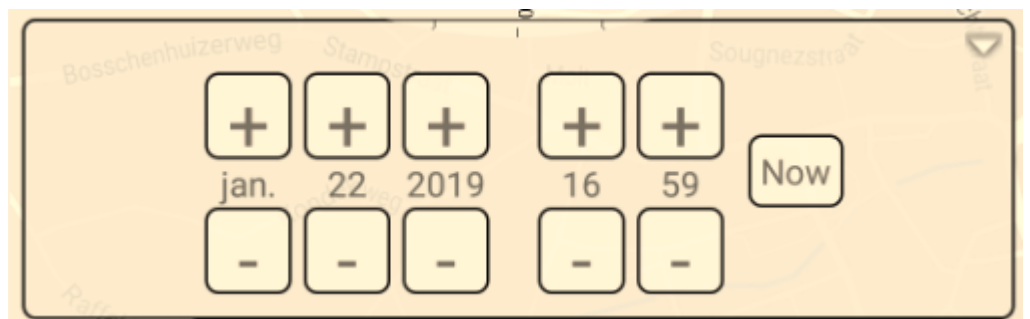 Bosschenhuizerweg
Sougnezstraat
+ + + + +
jan. 22 2019 16 59
Now
- - - - -